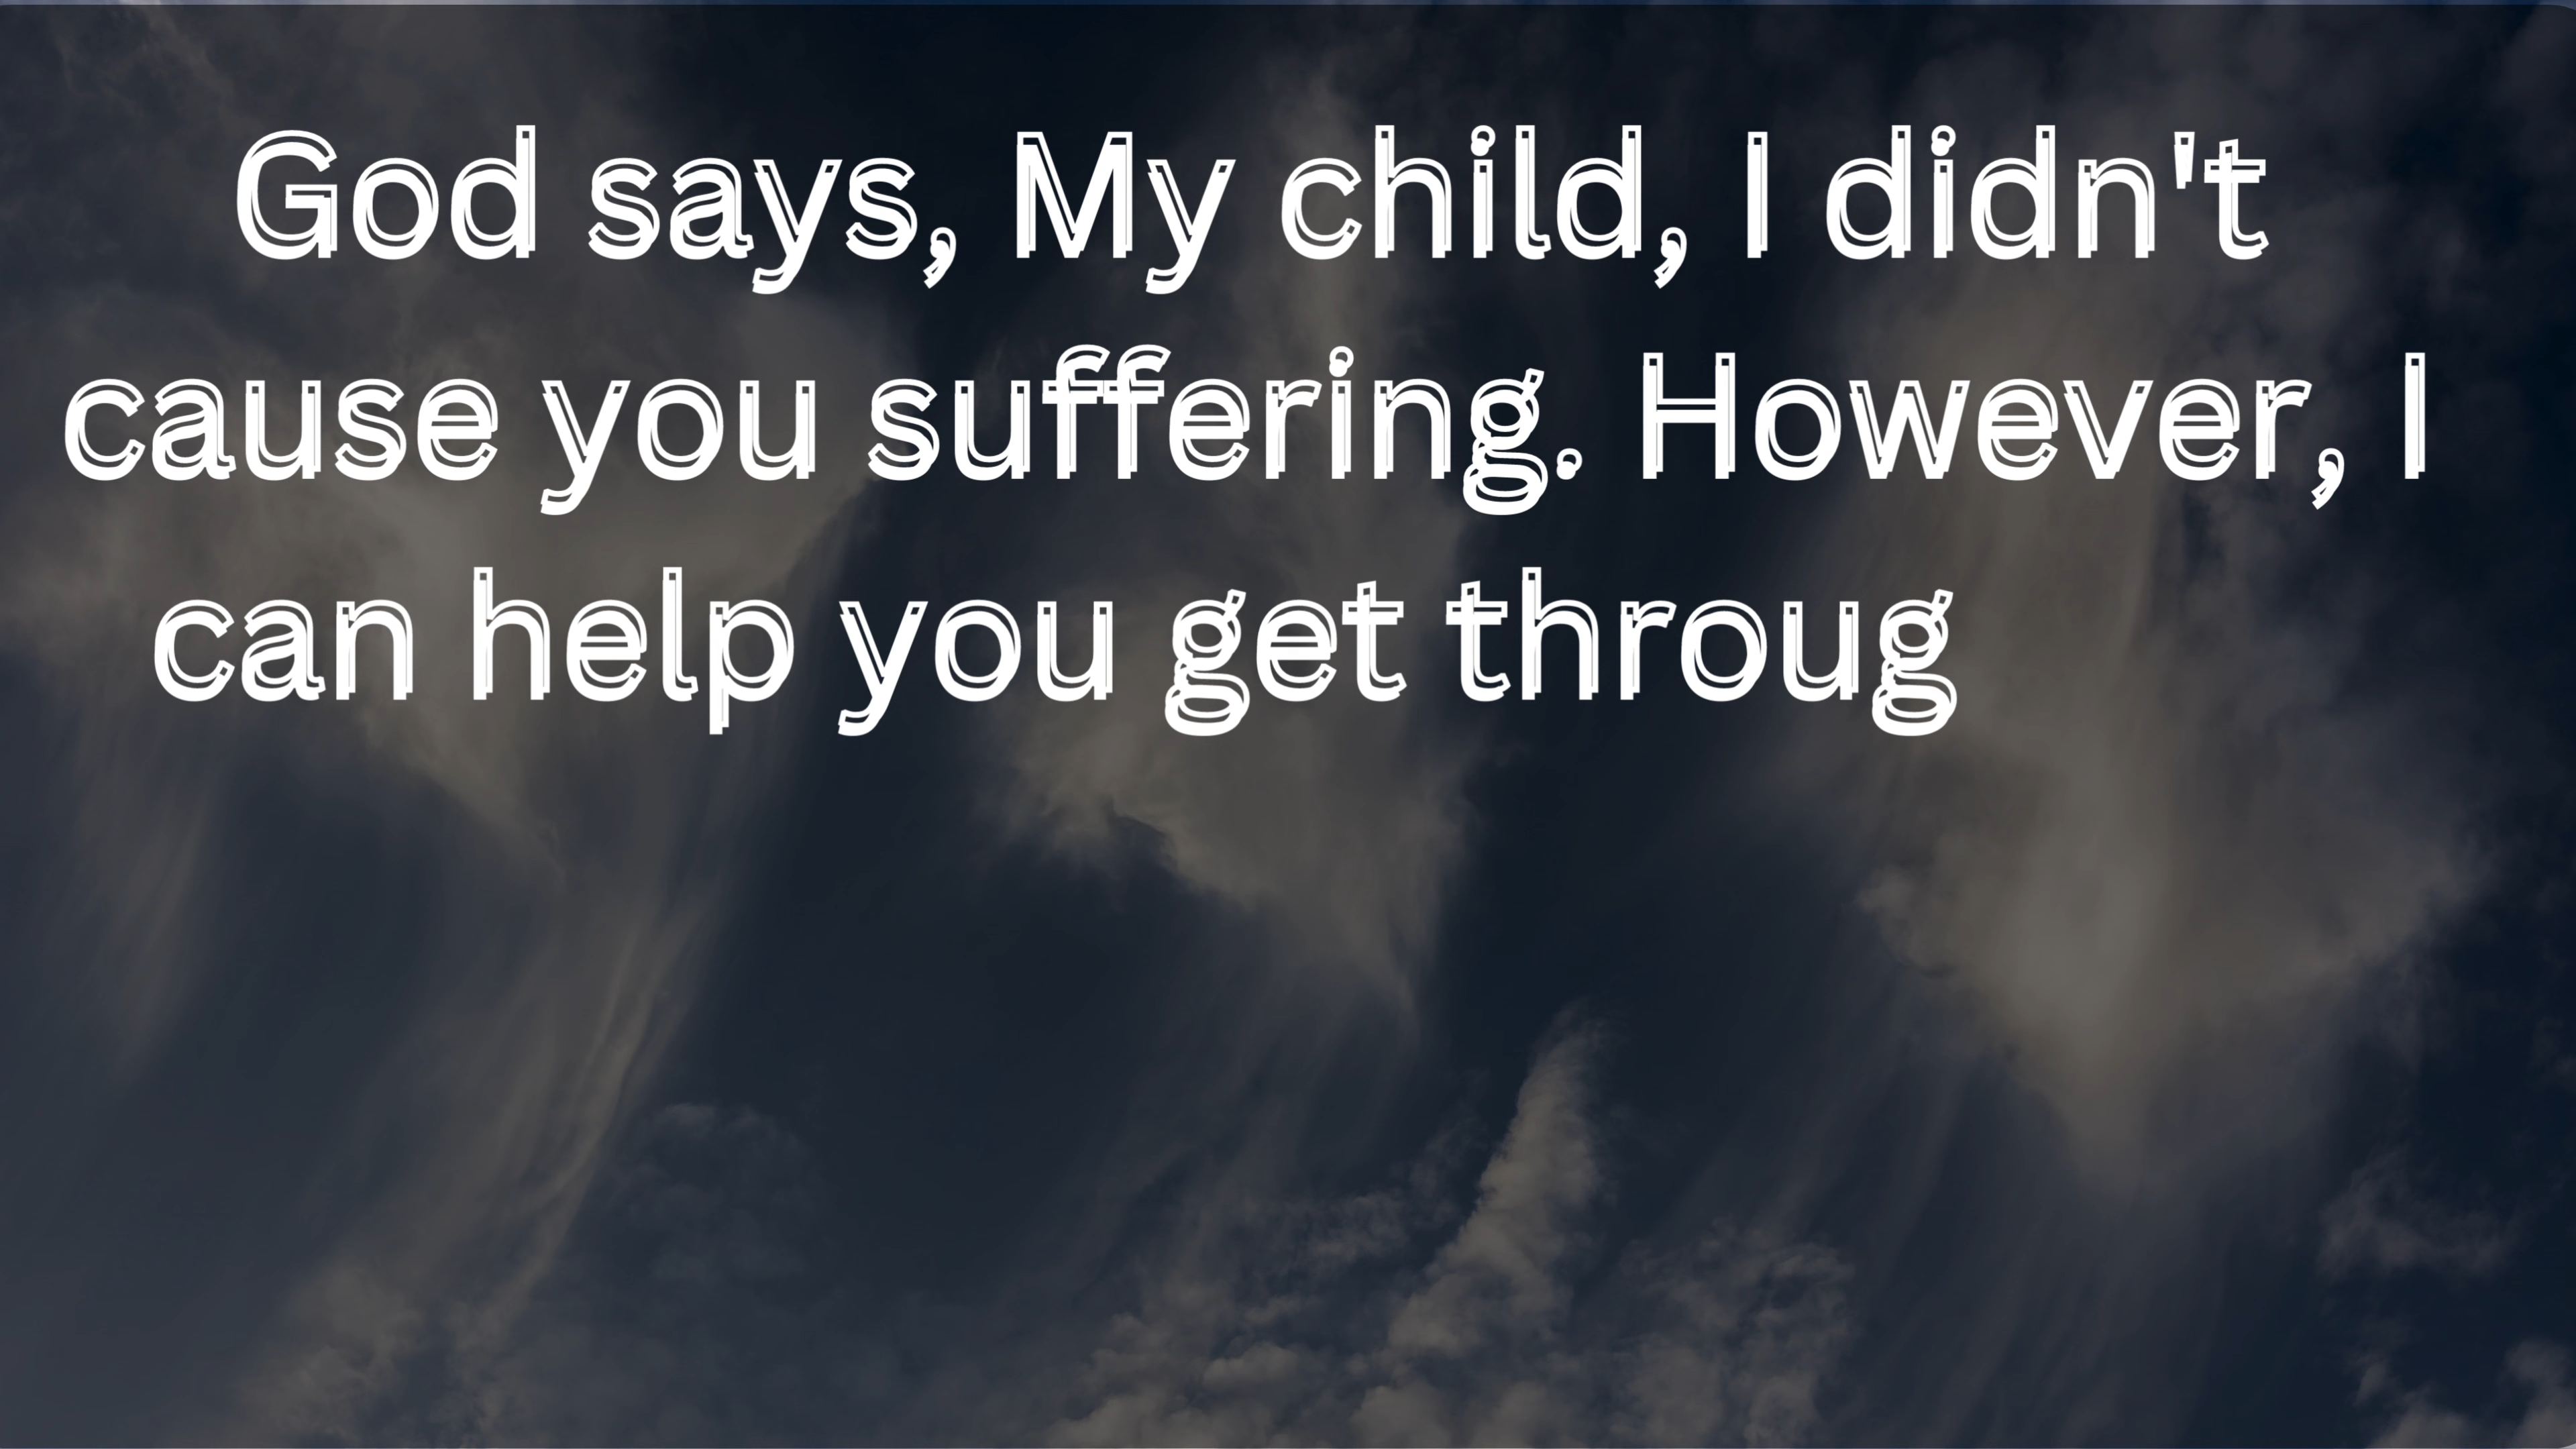 God says, My child, I didn't
cause you suffering. However, I
can help you get throug